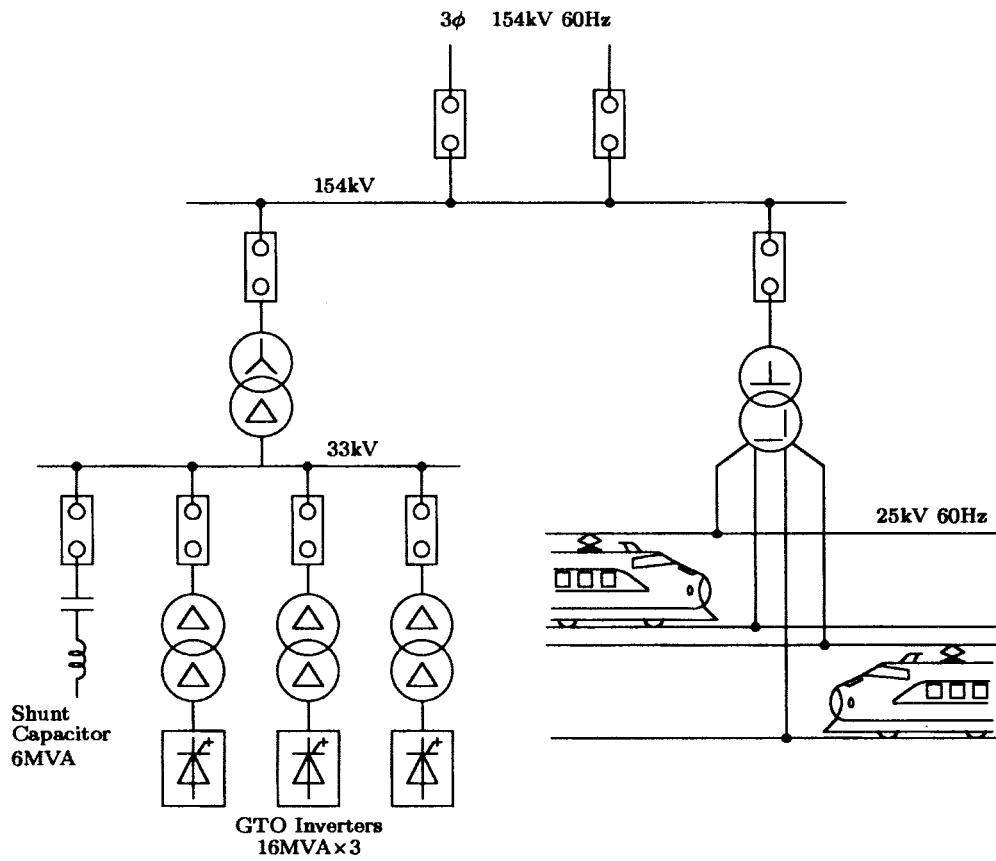 3ϕ 154kV 60Hz
154kV
33kV
25kV 60Hz
Shunt
Capacitor
6MVA
GTO Inverters
16MVA×3